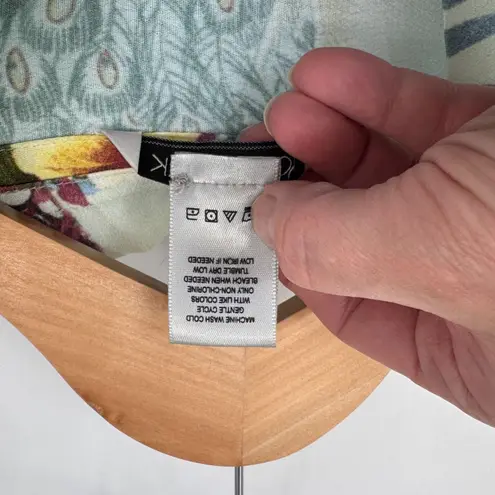 MACHINE WASH COLD
GENTLE CYCLE
WITH LIKE COLORS
ONLY NON-CHLORINE
BLEACH WHEN NEEDED
TUMBLE DRY LOW
LOW IRON IF NEEDED